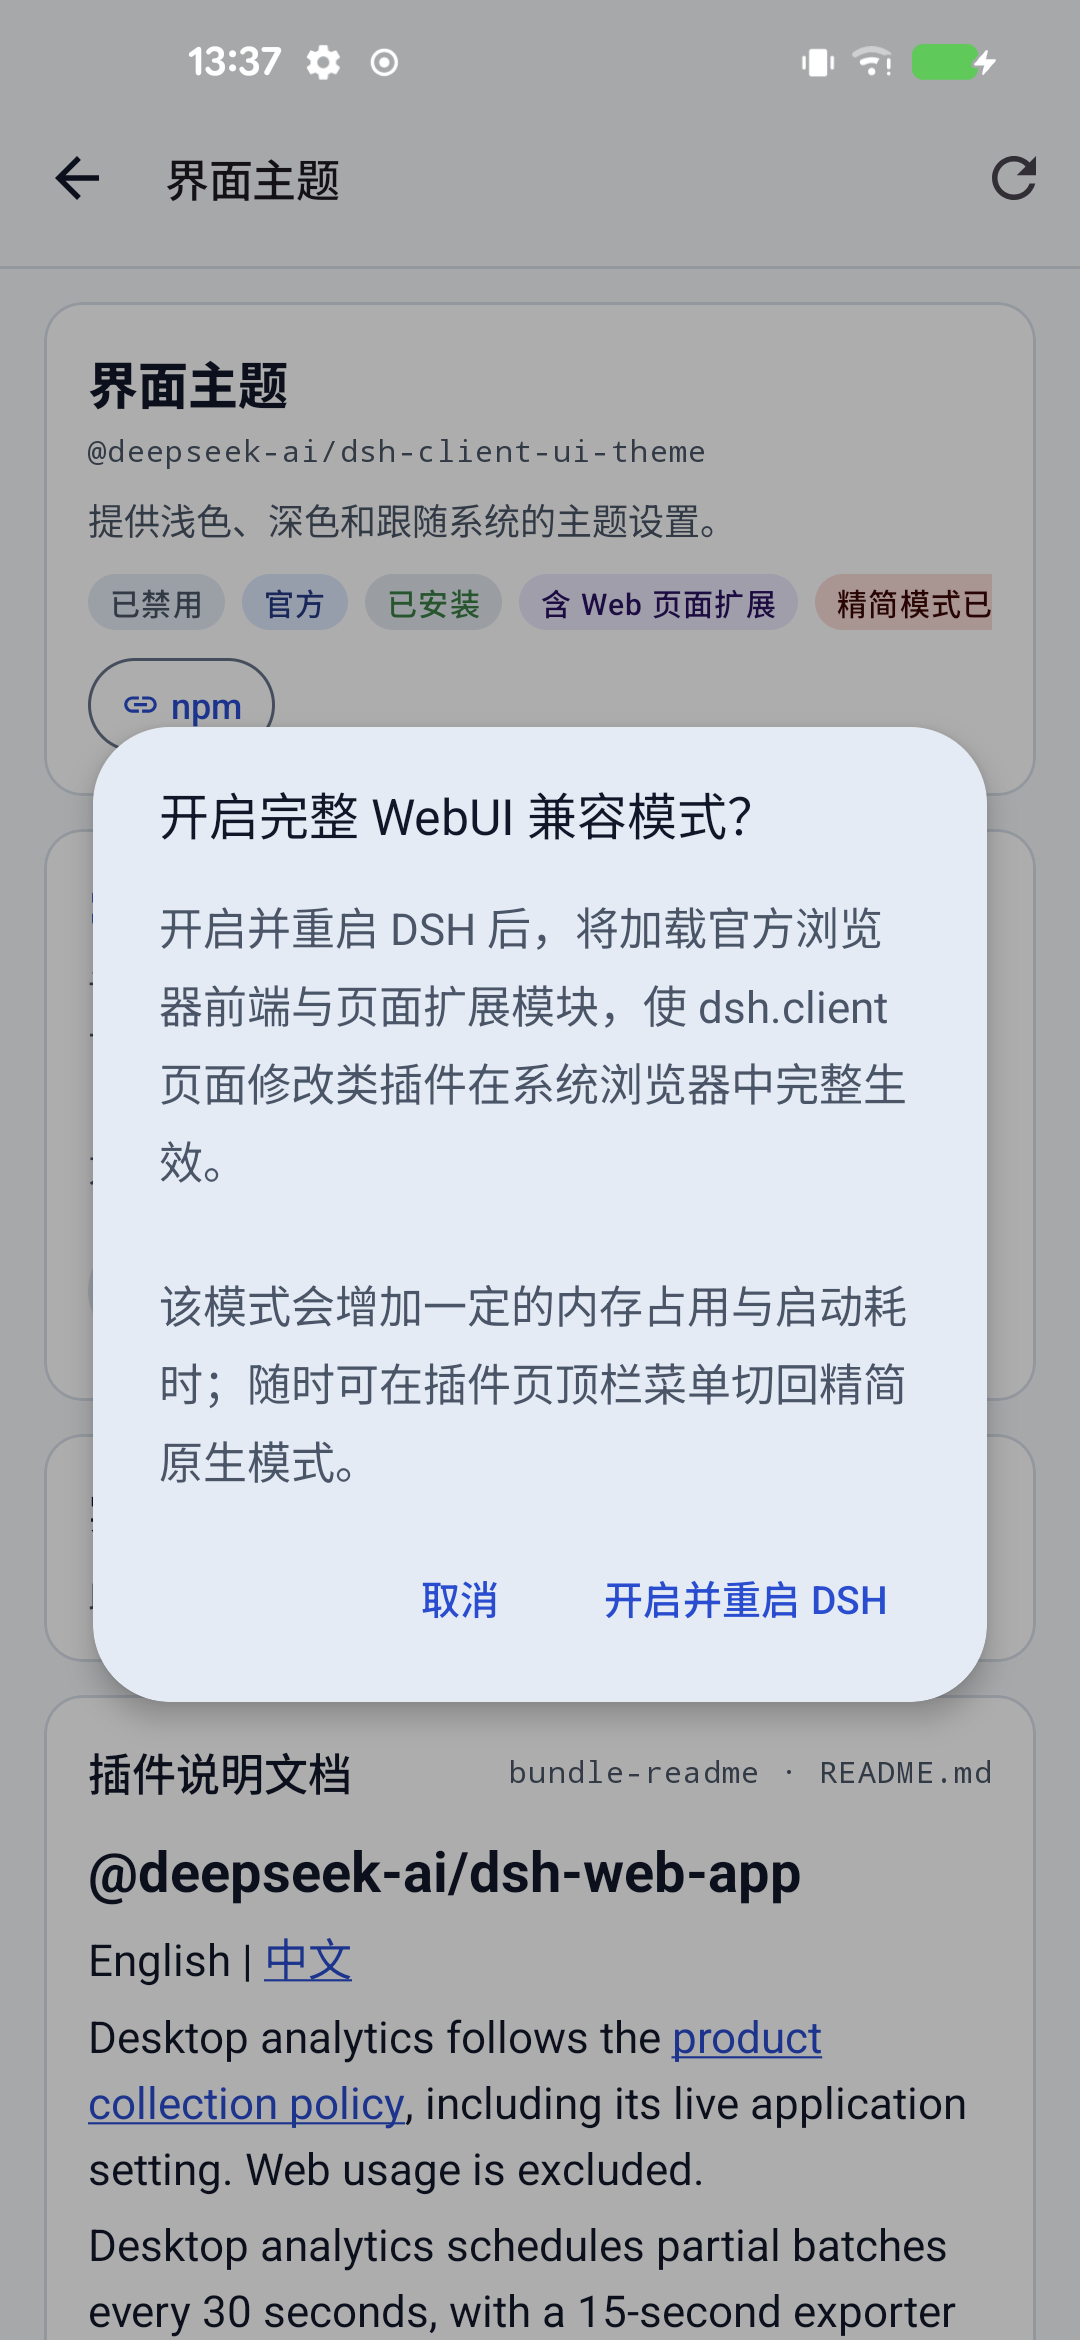 13:37
界面主题
界面主题
@deepseek-ai/dsh-client-ui-theme
提供浅色、深色和跟随系统的主题设置。
已禁用 官方 已安装 含 Web 页面扩展 精简模式已
npm
开启完整 WebUI 兼容模式？
开启并重启 DSH 后，将加载官方浏览
器前端与页面扩展模块，使 dsh.client
页面修改类插件在系统浏览器中完整生
效。
该模式会增加一定的内存占用与启动耗
时；随时可在插件页顶栏菜单切回精简
原生模式。
取消 开启并重启 DSH
插件说明文档 bundle-readme · README.md
@deepseek-ai/dsh-web-app
English | 中文
Desktop analytics follows the product
collection policy, including its live application
setting. Web usage is excluded.
Desktop analytics schedules partial batches
every 30 seconds, with a 15-second exporter